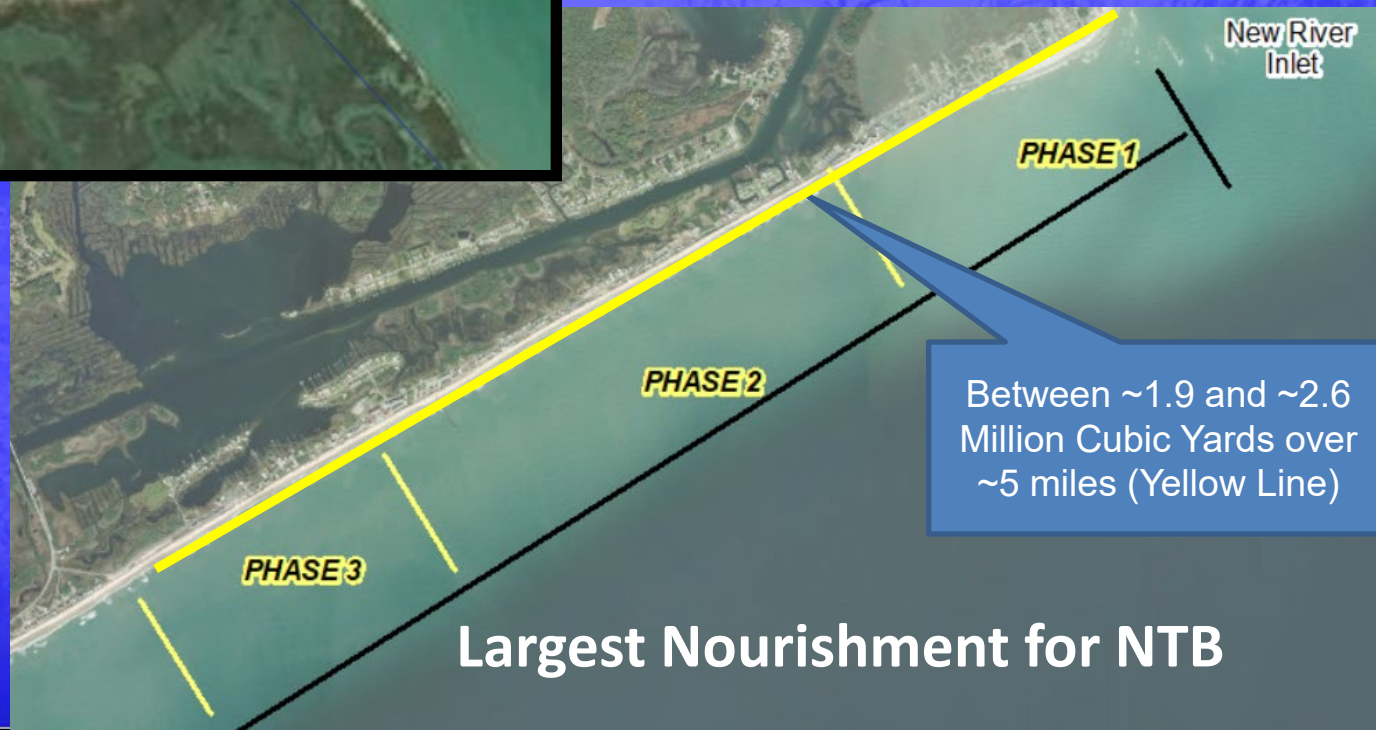 New River
Inlet
PHASE 1
PHASE 2
Between ~1.9 and ~2.6
Million Cubic Yards over
~5 miles (Yellow Line)
PHASE 3
Largest Nourishment for NTB